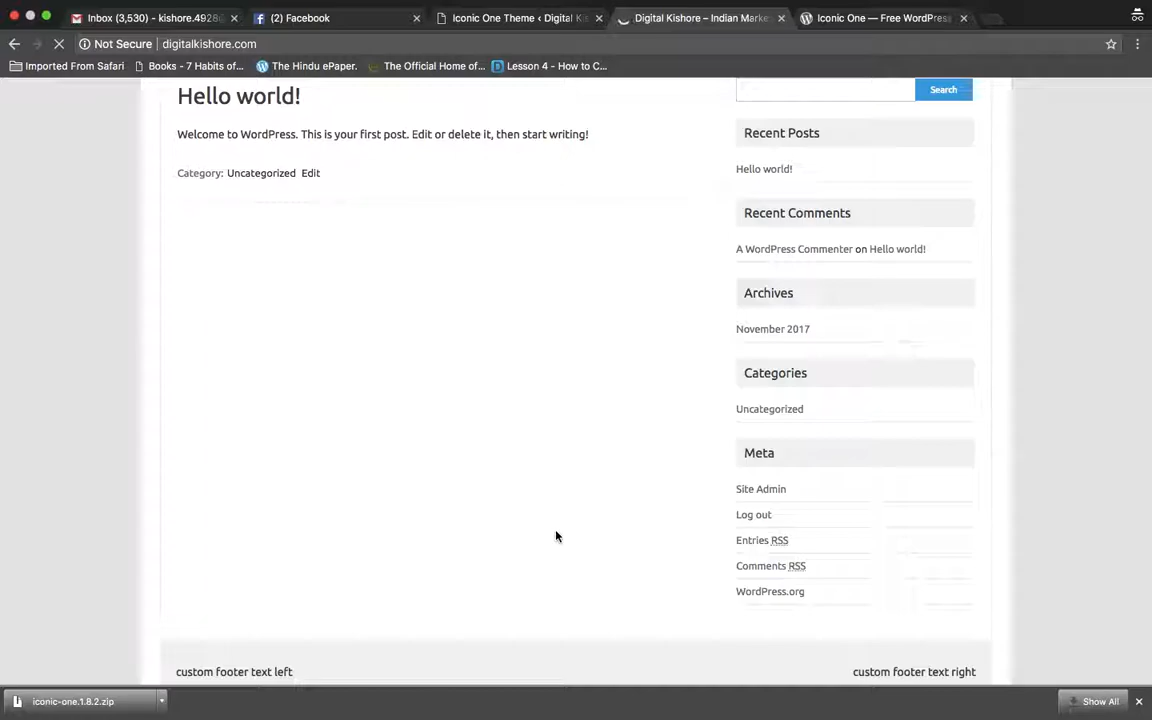 Inbox (3,530) - kishore.4928@
(2) Facebook
Iconic One Theme ‹ Digital Kis
Digital Kishore – Indian Marke
Iconic One — Free WordPress
Not Secure
digitalkishore.com
Imported From Safari
Books - 7 Habits of...
The Hindu ePaper.
The Official Home of...
Lesson 4 - How to C...
Hello world!
Search
Welcome to WordPress. This is your first post. Edit or delete it, then start writing!
Category: Uncategorized Edit
Recent Posts
Hello world!
Recent Comments
A WordPress Commenter on Hello world!
Archives
November 2017
Categories
Uncategorized
Meta
Site Admin
Log out
Entries RSS
Comments RSS
WordPress.org
custom footer text left
custom footer text right
iconic-one.1.8.2.zip
Show All